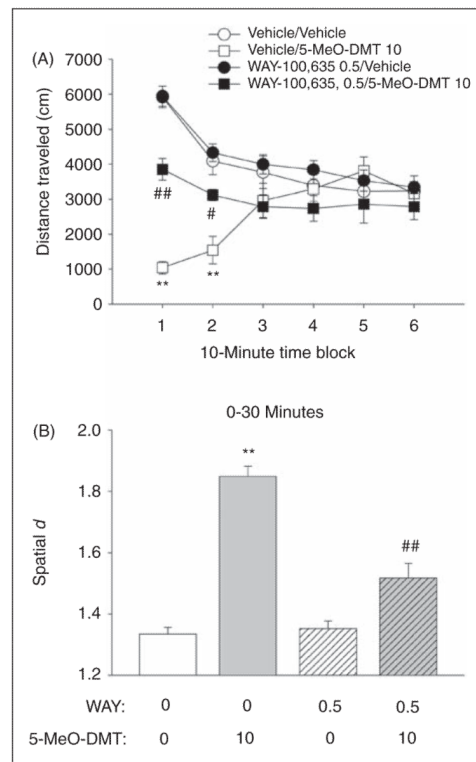 Vehicle/Vehicle
Vehicle/5-MeO-DMT 10
WAY-100,635 0.5/Vehicle
WAY-100,635, 0.5/5-MeO-DMT 10
(A)
7000
6000
5000
4000
3000
2000
1000
0
Distance traveled (cm)
##
#
**
**
1 2 3 4 5 6
10-Minute time block
0-30 Minutes
(B)
2.0
1.8
1.6
1.4
1.2
Spatial d
**
##
WAY: 0 0 0.5 0.5
5-MeO-DMT: 0 10 0 10